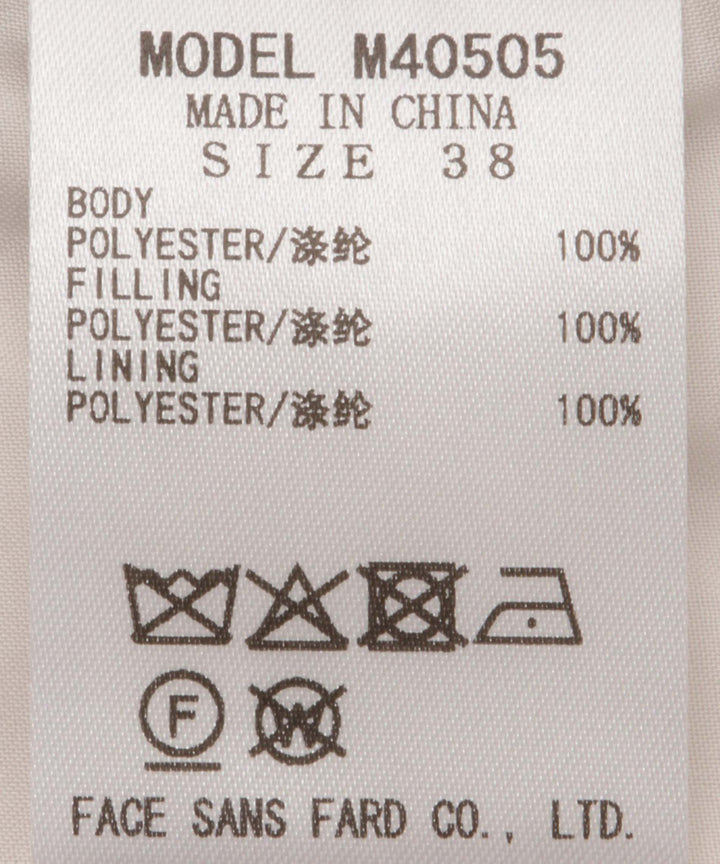 MODEL M40505
MADE IN CHINA
SIZE 38
BODY
POLYESTER/涤纶 100%
FILLING
POLYESTER/涤纶 100%
LINING
POLYESTER/涤纶 100%
F W
FACE SANS FARD CO., LTD.